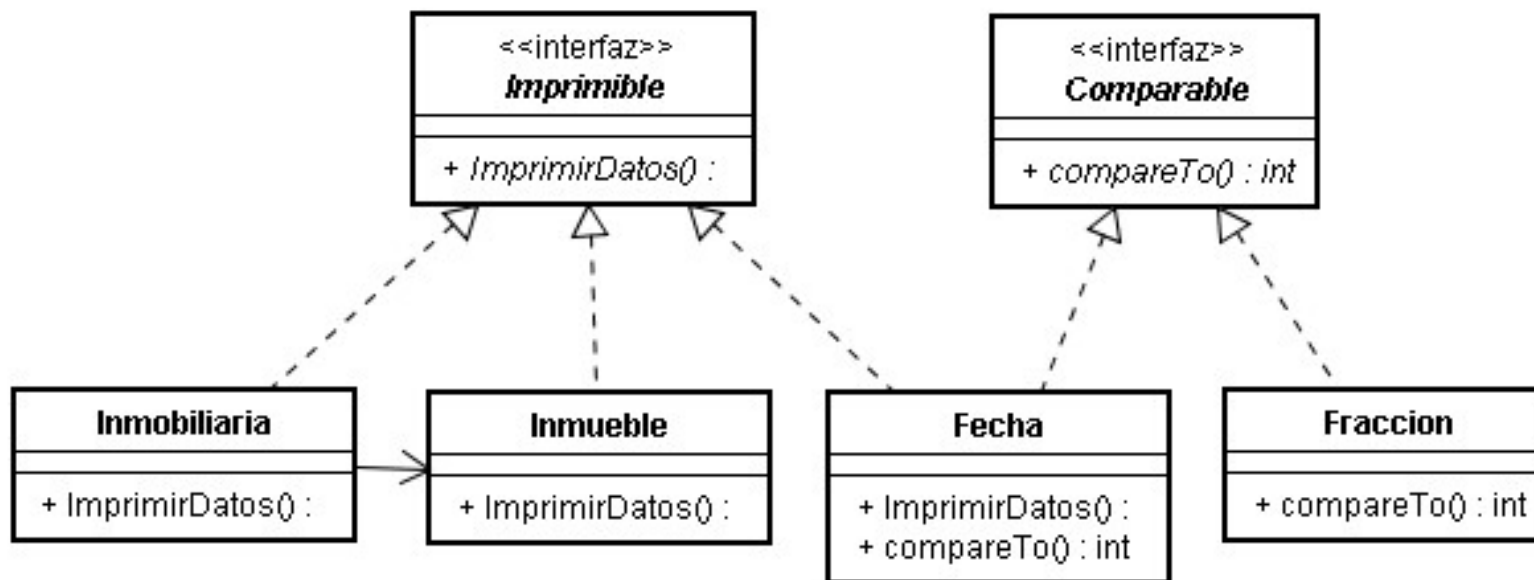 <<interfaz>>
Imprimible
+ ImprimirDatos() :
<<interfaz>>
Comparable
+ compareTo() : int
Inmobiliaria
+ ImprimirDatos() :
Inmueble
+ ImprimirDatos() :
Fecha
+ ImprimirDatos() :
+ compareTo() : int
Fraccion
+ compareTo() : int